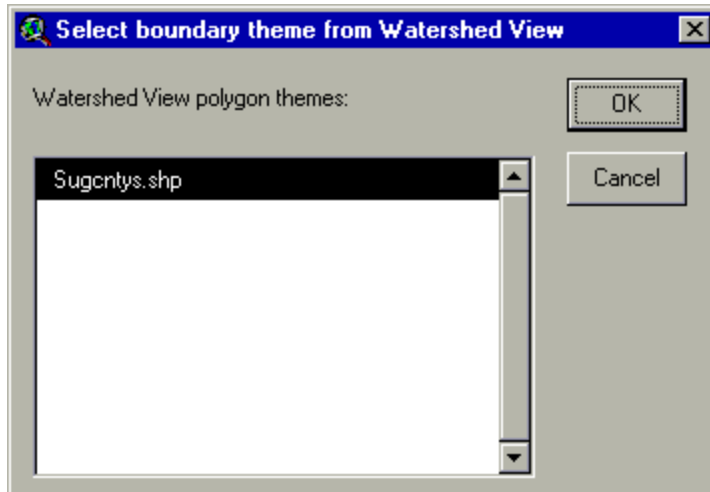 Select boundary theme from Watershed View
Watershed View polygon themes:
OK
Sugcntys.shp
Cancel